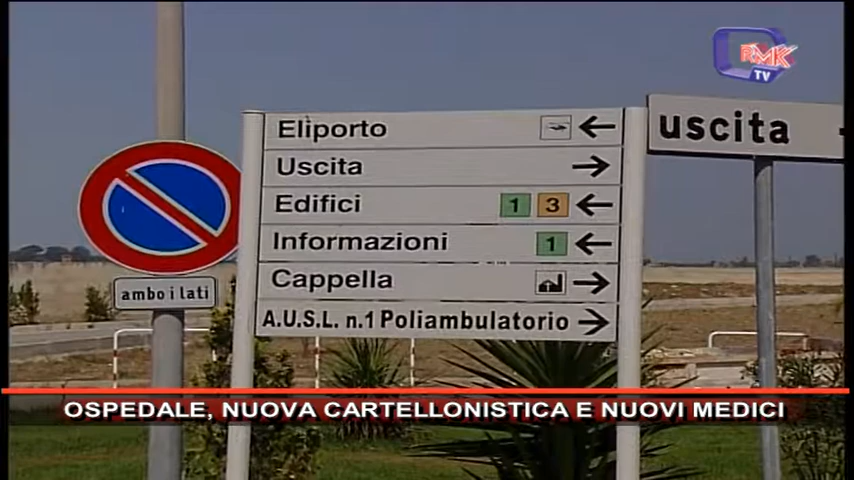 RMK
TV
Eliporto
uscita
Uscita
Edifici 1 3
Informazioni 1
Cappella
A.U.S.L. n.1 Poliambulatorio
ambo i lati
OSPEDALE, NUOVA CARTELLONISTICA E NUOVI MEDICI